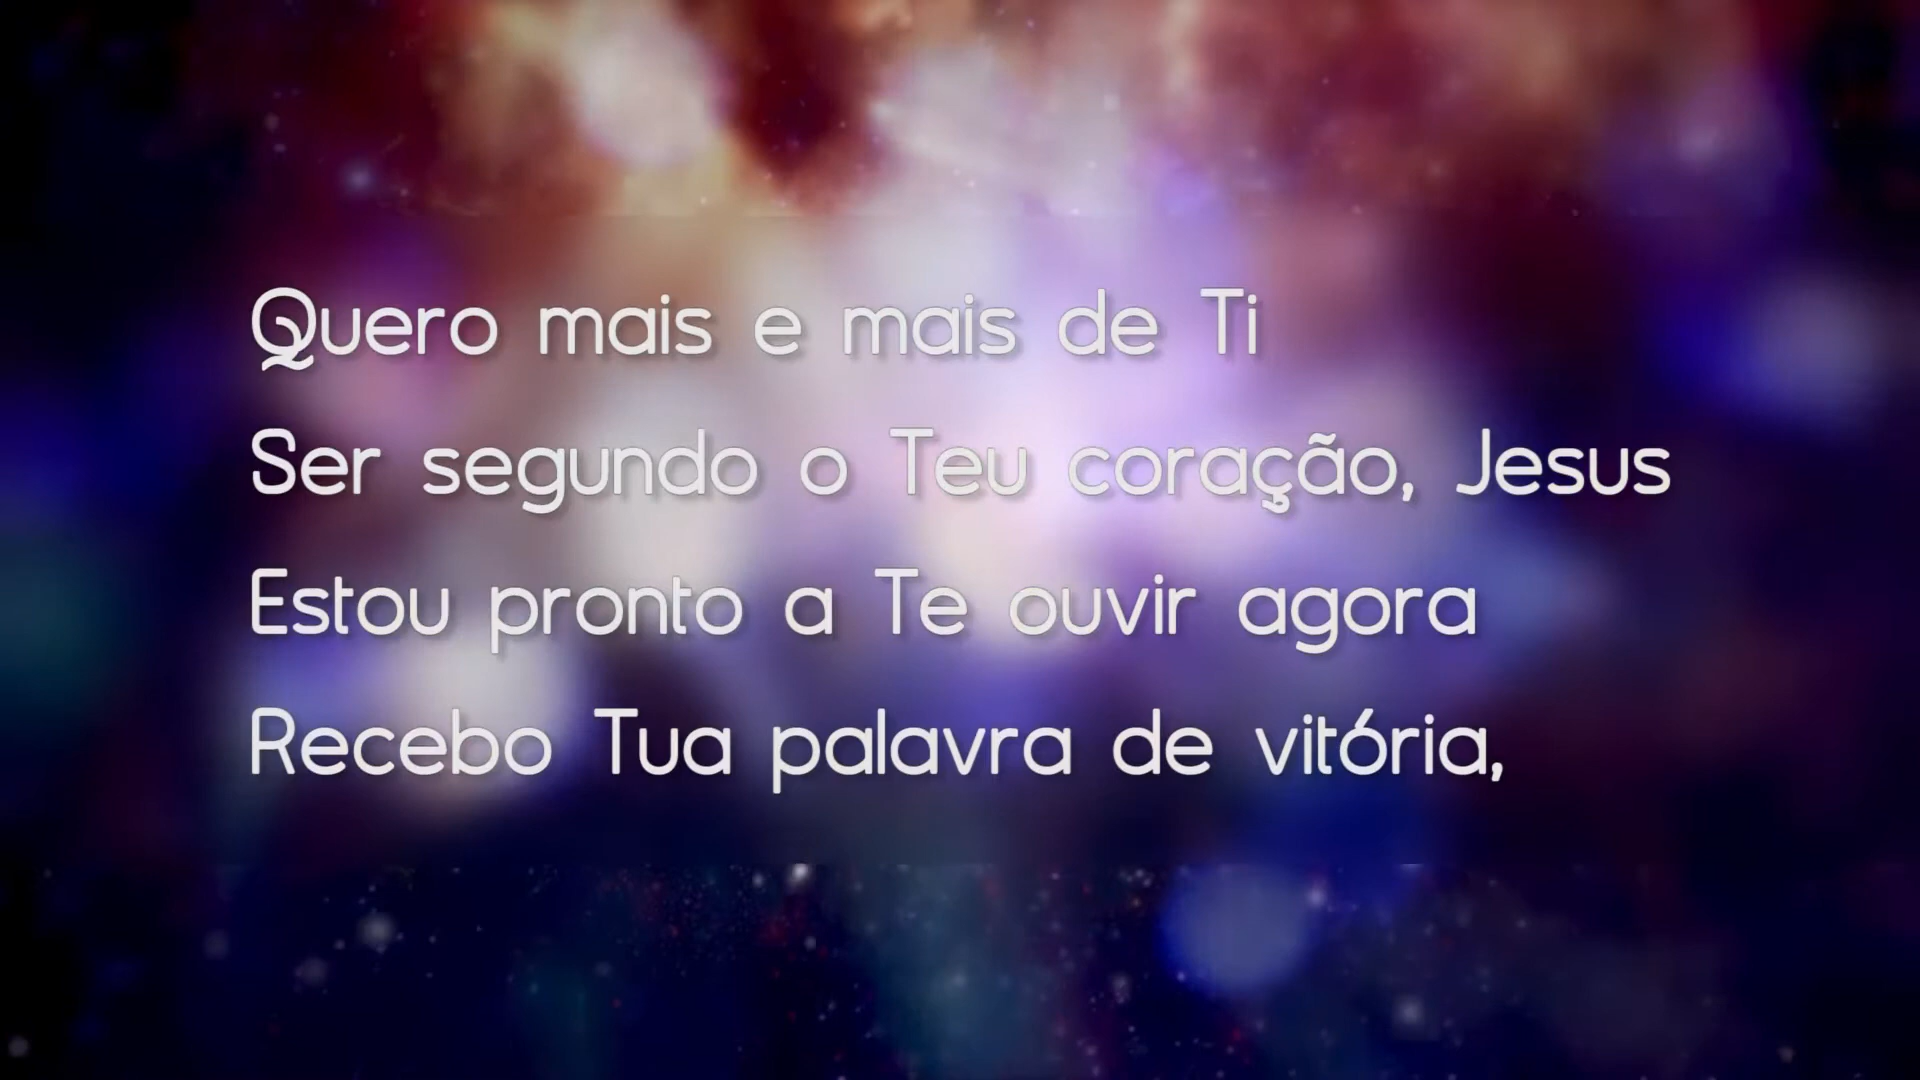 Quero mais e mais de Ti
Ser segundo o Teu coração, Jesus
Estou pronto a Te ouvir agora
Recebo Tua palavra de vitória,